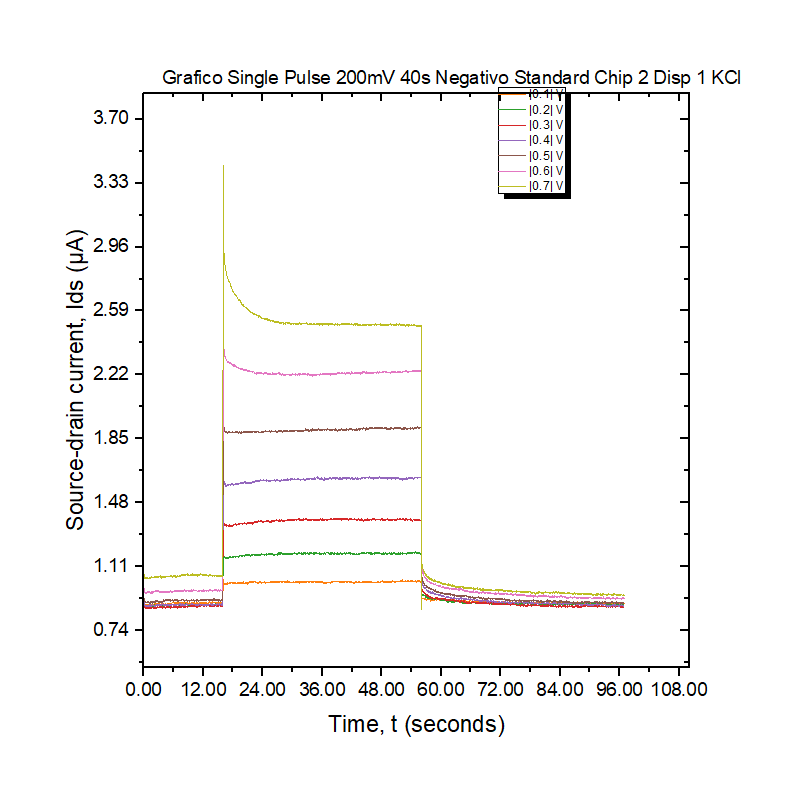 Grafico Single Pulse 200mV 40s Negativo Standard Chip 2 Disp 1 KCl
|0.1| V
|0.2| V
|0.3| V
|0.4| V
|0.5| V
|0.6| V
|0.7| V
3.70
3.33
2.96
2.59
2.22
1.85
1.48
1.11
0.74
Source-drain current, Ids (µA)
0.00 12.00 24.00 36.00 48.00 60.00 72.00 84.00 96.00 108.00
Time, t (seconds)